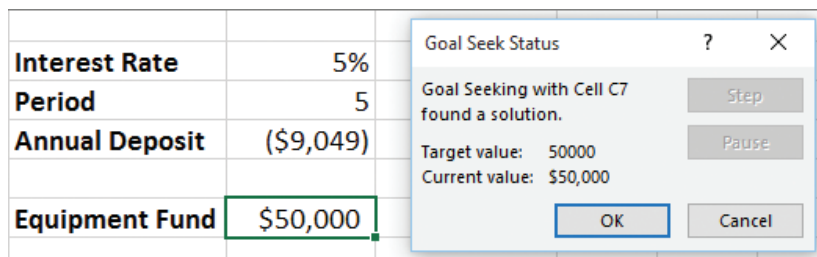 Interest Rate 5%
Period 5
Annual Deposit ($9,049)
Equipment Fund $50,000
Goal Seek Status ? ×
Goal Seeking with Cell C7
found a solution.
Step
Pause
Target value: 50000
Current value: $50,000
OK Cancel